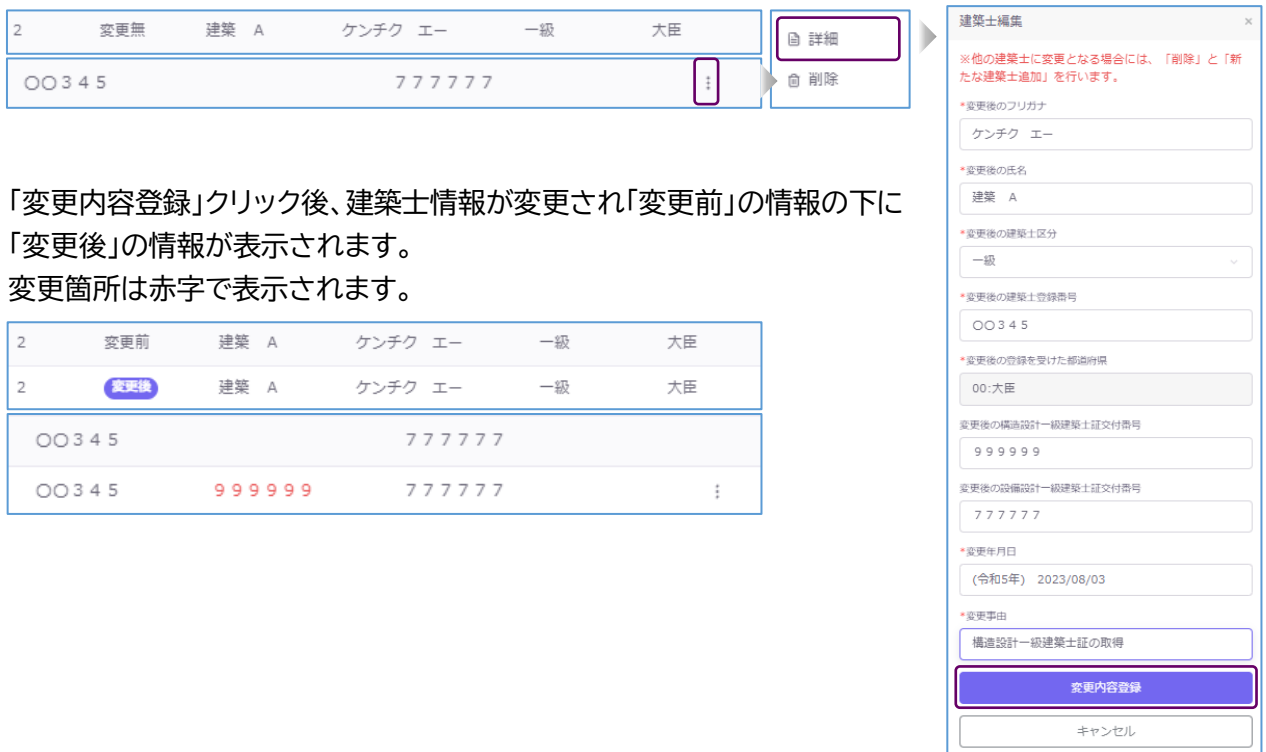 2 変更無 建築 A ケンチク エー 一級 大臣
〇〇３４５ ７７７７７７ ⋮
詳細
削除
「変更内容登録」クリック後、建築士情報が変更され「変更前」の情報の下に
「変更後」の情報が表示されます。
変更箇所は赤字で表示されます。
2 変更前 建築 A ケンチク エー 一級 大臣
2 変更後 建築 A ケンチク エー 一級 大臣
〇〇３４５ ７７７７７７
〇〇３４５ ９９９９９９ ７７７７７７ ⋮
建築士編集 ×
※他の建築士に変更となる場合には、「削除」と「新
たな建築士追加」を行います。
*変更後のフリガナ
ケンチク エー
*変更後の氏名
建築 A
*変更後の建築士区分
一級
*変更後の建築士登録番号
〇〇３４５
*変更後の登録を受けた都道府県
00:大臣
変更後の構造設計一級建築士証交付番号
９９９９９９
変更後の設備設計一級建築士証交付番号
７７７７７７
*変更年月日
(令和5年) 2023/08/03
*変更事由
構造設計一級建築士証の取得
変更内容登録
キャンセル